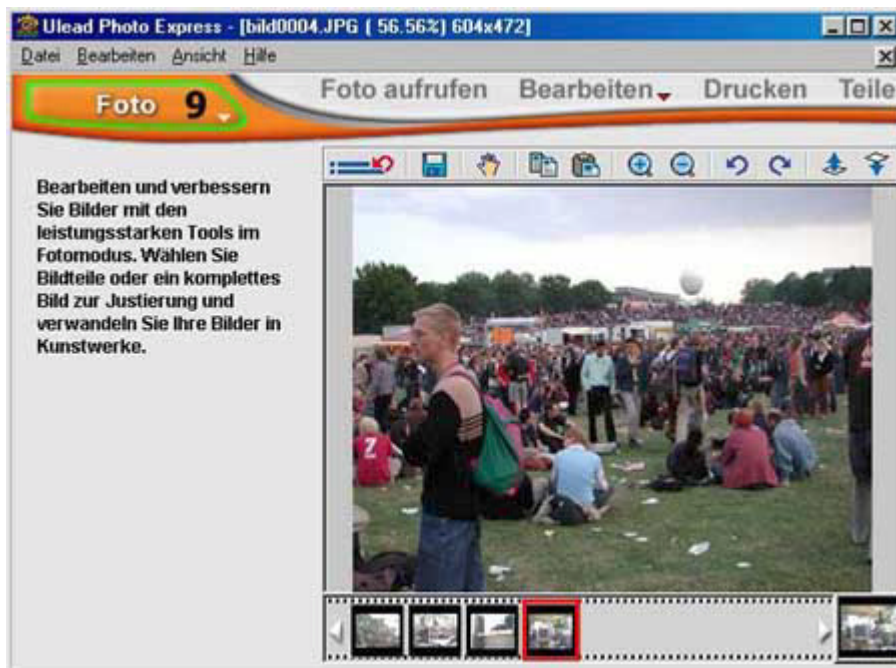 Ulead Photo Express - [bild0004.JPG ( 56.56%) 604x472]
Datei Bearbeiten Ansicht Hilfe
Foto 9 Foto aufrufen Bearbeiten Drucken Teile
Bearbeiten und verbessern
Sie Bilder mit den
leistungsstarken Tools im
Fotomodus. Wählen Sie
Bildteile oder ein komplettes
Bild zur Justierung und
verwandeln Sie Ihre Bilder in
Kunstwerke.
Z